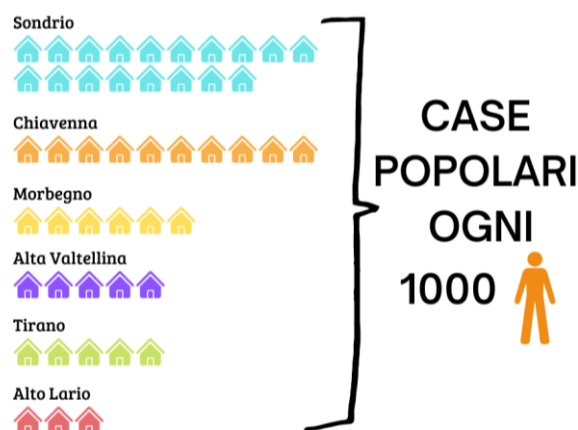 Sondrio
Chiavenna
Morbegno
Alta Valtellina
Tirano
Alto Lario
CASE
POPOLARI
OGNI
1000